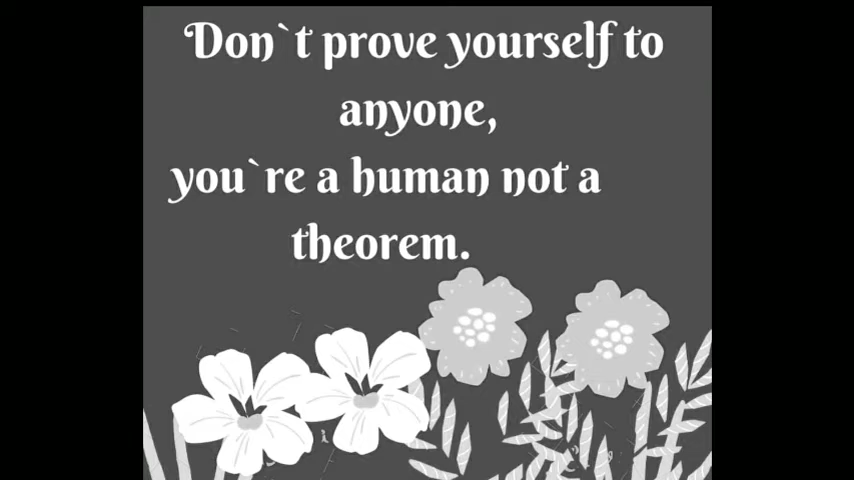 Don`t prove yourself to
anyone,
you`re a human not a
theorem.